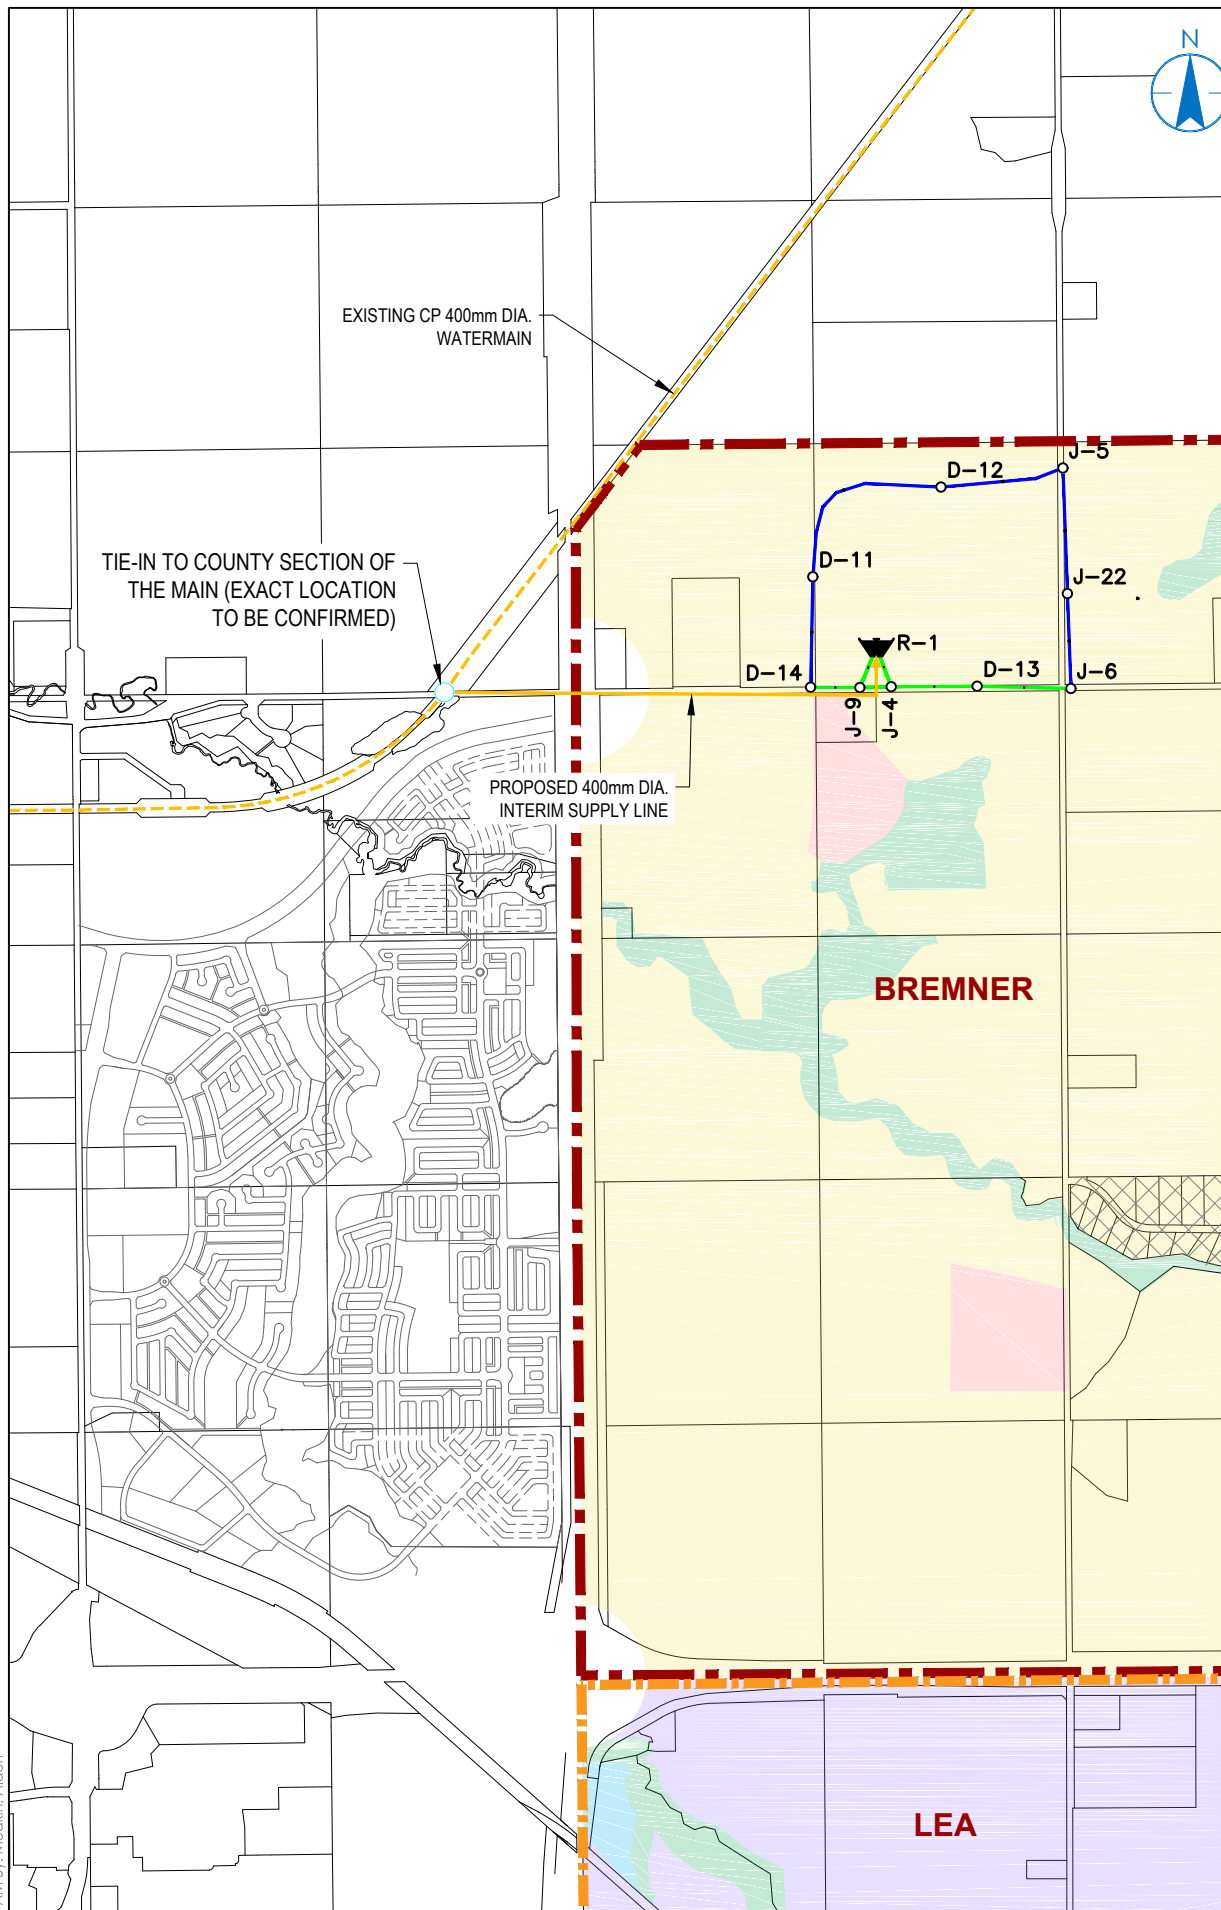 N
EXISTING CP 400mm DIA.
WATERMAIN
J-5
D-12
TIE-IN TO COUNTY SECTION OF
THE MAIN (EXACT LOCATION
TO BE CONFIRMED)
D-11
J-22
R-1
D-14
D-13
J-6
J-9
J-4
PROPOSED 400mm DIA.
INTERIM SUPPLY LINE
BREMNER
LEA